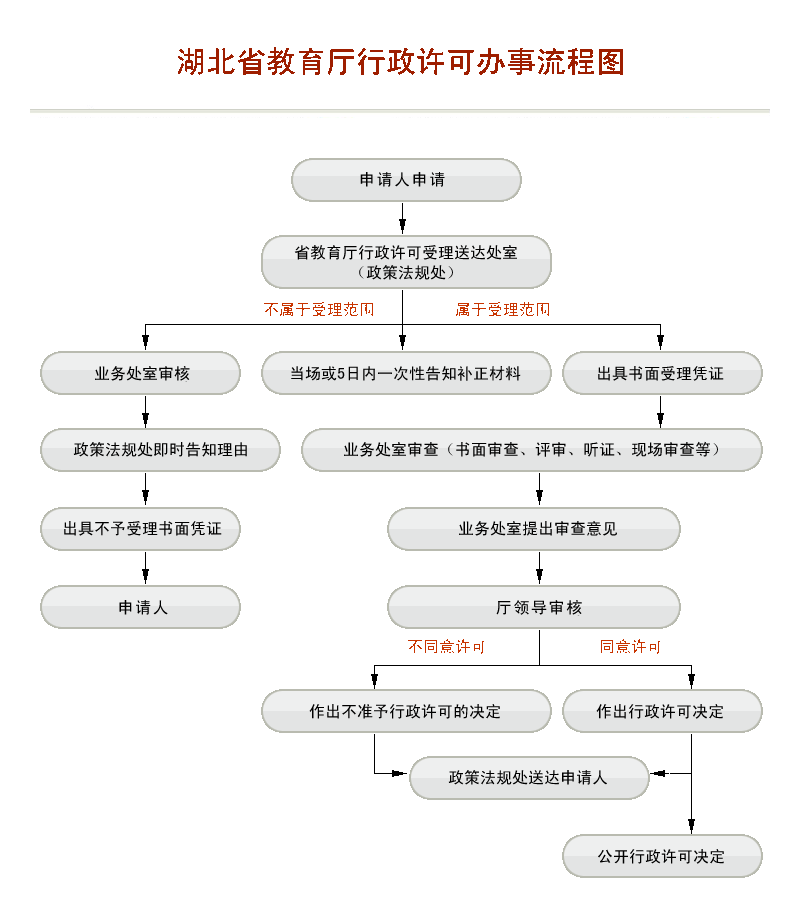 湖北省教育厅行政许可办事流程图
申请人申请
省教育厅行政许可受理送达处室
（政策法规处）
不属于受理范围
属于受理范围
业务处室审核
当场或5日内一次性告知补正材料
出具书面受理凭证
政策法规处即时告知理由
业务处室审查（书面审查、评审、听证、现场审查等）
出具不予受理书面凭证
业务处室提出审查意见
申请人
厅领导审核
不同意许可
同意许可
作出不准予行政许可的决定
作出行政许可决定
政策法规处送达申请人
公开行政许可决定